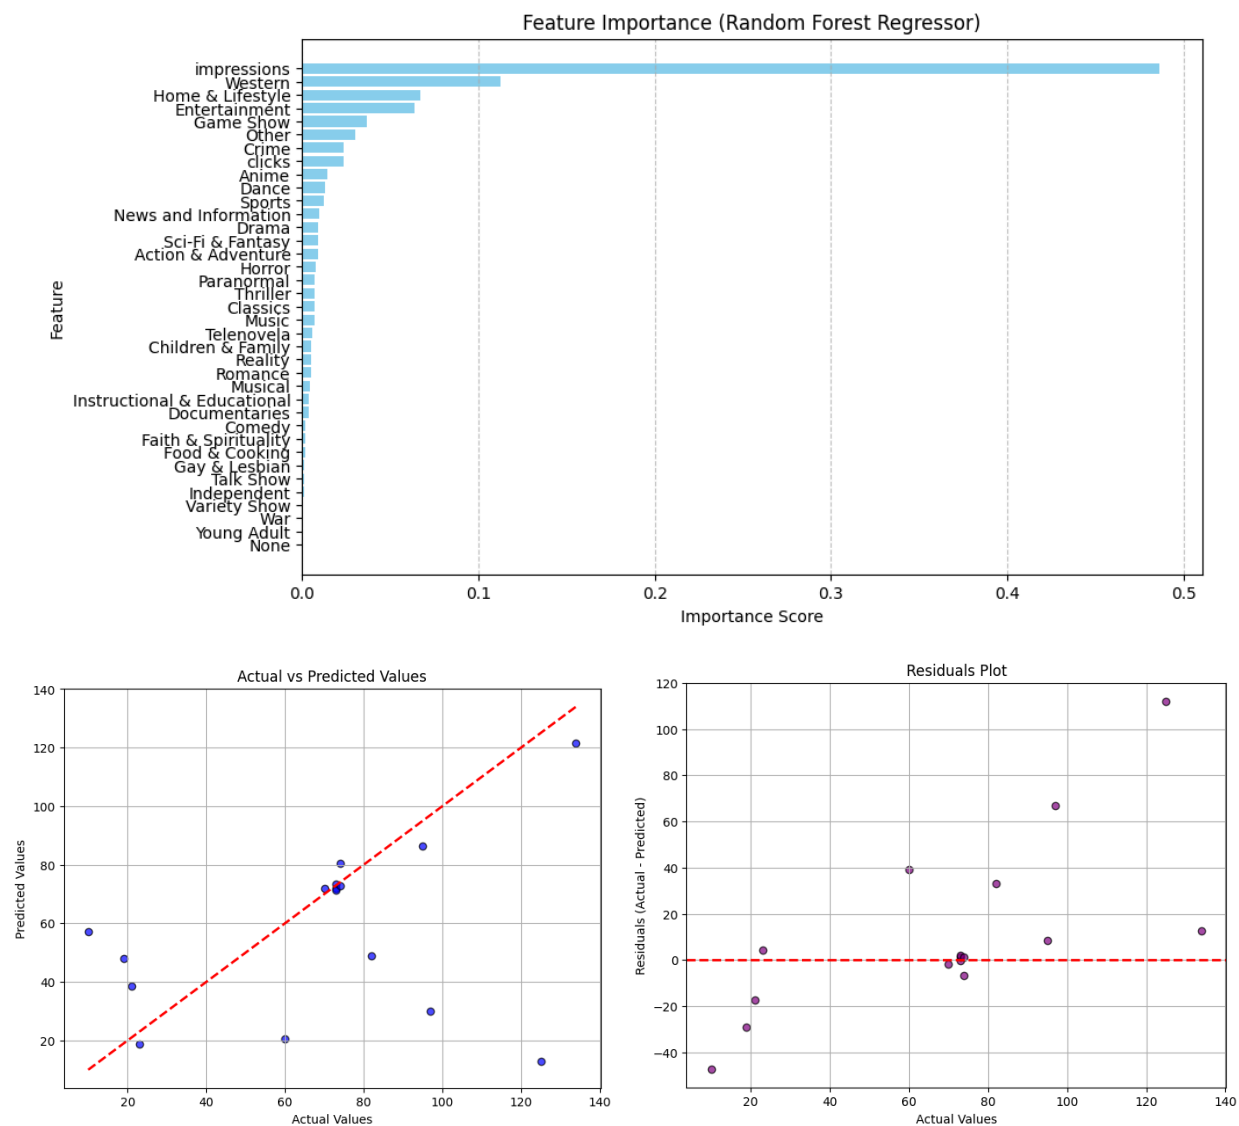 Feature Importance (Random Forest Regressor)
impressions
Western
Home & Lifestyle
Entertainment
Game Show
Other
Crime
clicks
Anime
Dance
Sports
News and Information
Drama
Sci-Fi & Fantasy
Action & Adventure
Horror
Paranormal
Thriller
Classics
Music
Telenovela
Children & Family
Reality
Romance
Musical
Instructional & Educational
Documentaries
Comedy
Faith & Spirituality
Food & Cooking
Gay & Lesbian
Talk Show
Independent
Variety Show
War
Young Adult
None
Feature
0.0 0.1 0.2 0.3 0.4 0.5
Importance Score
Actual vs Predicted Values
140
120
100
80
60
40
20
Predicted Values
20 40 60 80 100 120 140
Actual Values
Residuals Plot
120
100
80
60
40
20
0
−20
−40
Residuals (Actual - Predicted)
20 40 60 80 100 120 140
Actual Values